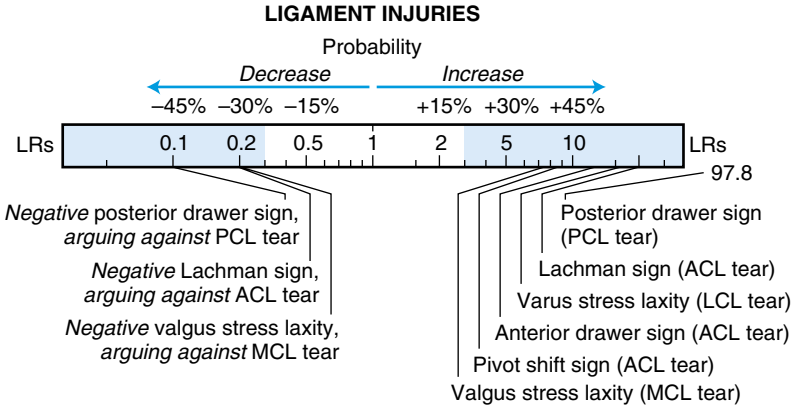 LIGAMENT INJURIES
Probability
Decrease Increase
–45% –30% –15% +15% +30% +45%
LRs 0.1 0.2 0.5 1 2 5 10 LRs
97.8
Negative posterior drawer sign,
arguing against PCL tear
Negative Lachman sign,
arguing against ACL tear
Negative valgus stress laxity,
arguing against MCL tear
Posterior drawer sign
(PCL tear)
Lachman sign (ACL tear)
Varus stress laxity (LCL tear)
Anterior drawer sign (ACL tear)
Pivot shift sign (ACL tear)
Valgus stress laxity (MCL tear)